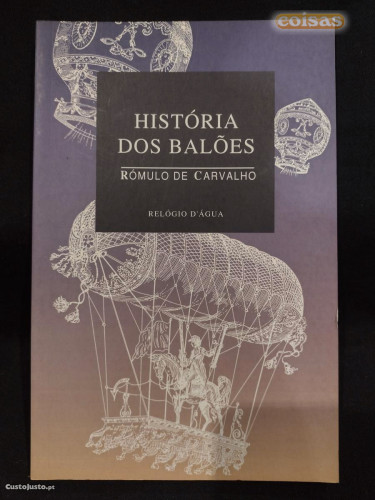 coisas
HISTÓRIA
DOS BALÕES
RÓMULO DE CARVALHO
RELÓGIO D'ÁGUA
CustoJusto.pt